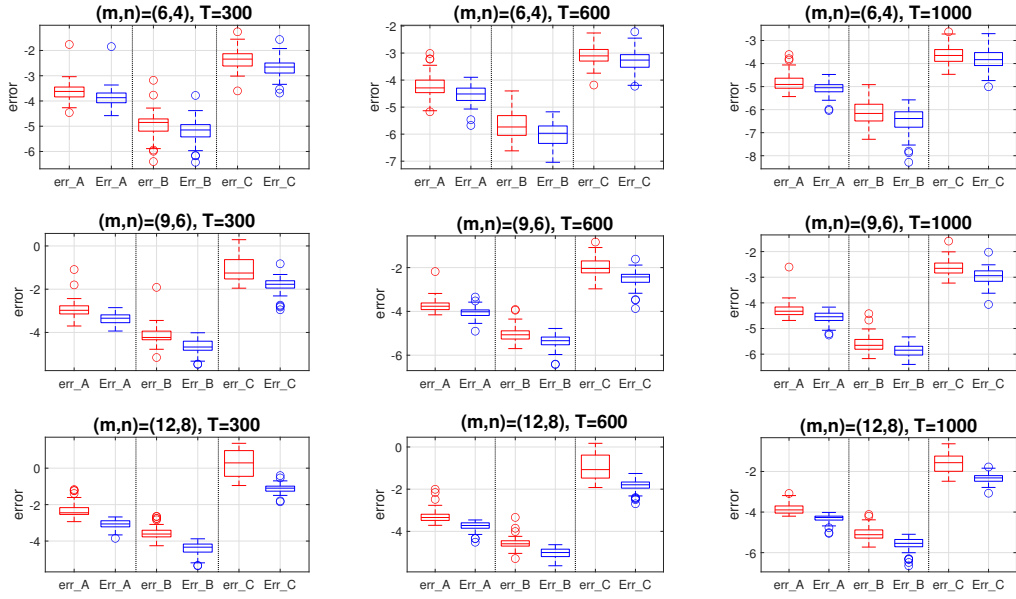 (m,n)=(6,4), T=300
error
-2
-3
-4
-5
-6
err_A Err_A err_B Err_B err_C Err_C
(m,n)=(6,4), T=600
error
-3
-4
-5
-6
-7
err_A Err_A err_B Err_B err_C Err_C
(m,n)=(6,4), T=1000
error
-3
-4
-5
-6
-7
-8
err_A Err_A err_B Err_B err_C Err_C
(m,n)=(9,6), T=300
error
0
-2
-4
err_A Err_A err_B Err_B err_C Err_C
(m,n)=(9,6), T=600
error
-2
-4
-6
err_A Err_A err_B Err_B err_C Err_C
(m,n)=(9,6), T=1000
error
-2
-3
-4
-5
-6
err_A Err_A err_B Err_B err_C Err_C
(m,n)=(12,8), T=300
error
0
-2
-4
err_A Err_A err_B Err_B err_C Err_C
(m,n)=(12,8), T=600
error
0
-2
-4
err_A Err_A err_B Err_B err_C Err_C
(m,n)=(12,8), T=1000
error
-2
-4
-6
err_A Err_A err_B Err_B err_C Err_C